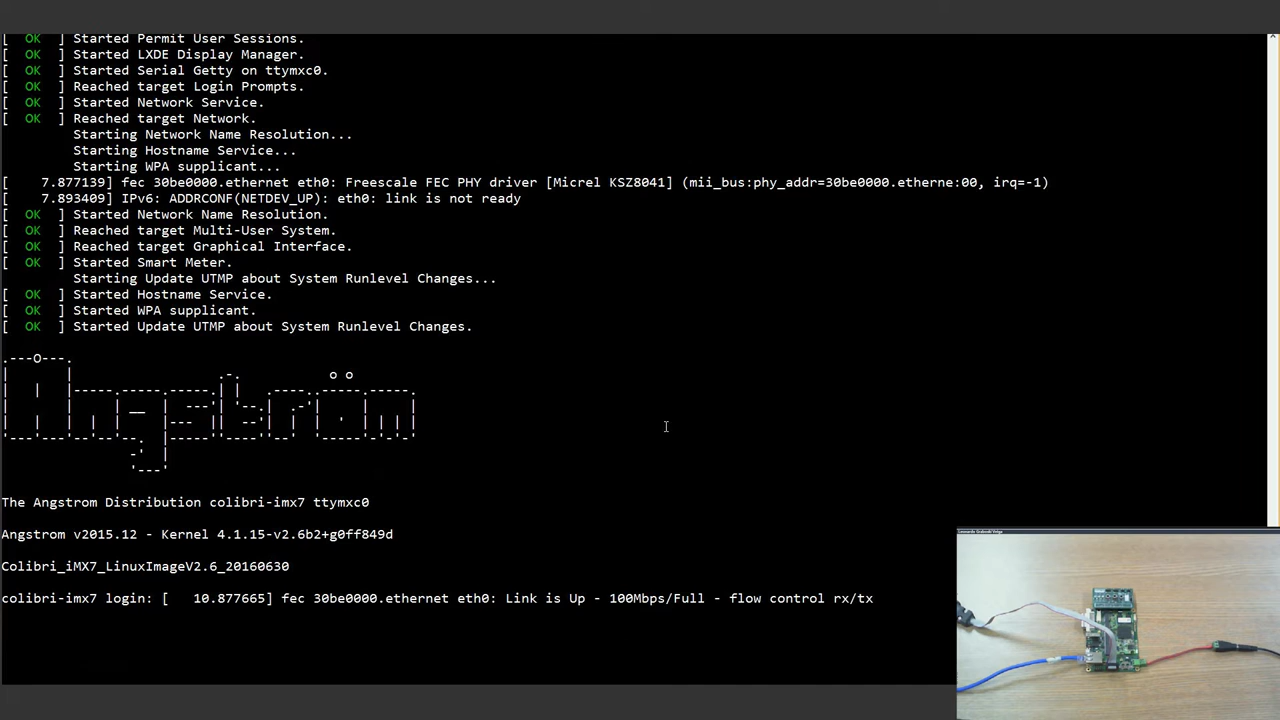 [  OK  ] Started Permit User Sessions.
[  OK  ] Started LXDE Display Manager.
[  OK  ] Started Serial Getty on ttymxc0.
[  OK  ] Reached target Login Prompts.
[  OK  ] Started Network Service.
[  OK  ] Reached target Network.
Starting Network Name Resolution...
Starting Hostname Service...
Starting WPA supplicant...
[    7.877139] fec 30be0000.ethernet eth0: Freescale FEC PHY driver [Micrel KSZ8041] (mii_bus:phy_addr=30be0000.etherne:00, irq=-1)
[    7.893409] IPv6: ADDRCONF(NETDEV_UP): eth0: link is not ready
[  OK  ] Started Network Name Resolution.
[  OK  ] Reached target Multi-User System.
[  OK  ] Reached target Graphical Interface.
[  OK  ] Started Smart Meter.
Starting Update UTMP about System Runlevel Changes...
[  OK  ] Started Hostname Service.
[  OK  ] Started WPA supplicant.
[  OK  ] Started Update UTMP about System Runlevel Changes.
Angström
The Angstrom Distribution colibri-imx7 ttymxc0
Angstrom v2015.12 - Kernel 4.1.15-v2.6b2+g0ff849d
Colibri_iMX7_LinuxImageV2.6_20160630
colibri-imx7 login: [   10.877665] fec 30be0000.ethernet eth0: Link is Up - 100Mbps/Full - flow control rx/tx